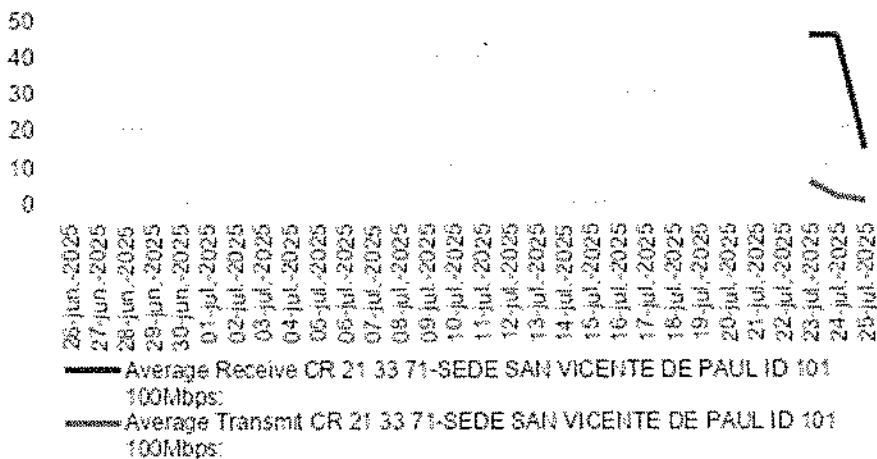 50
40
30
20
10
0
26-jun.-2025
27-jun.-2025
28-jun.-2025
29-jun.-2025
30-jun.-2025
01-jul.-2025
02-jul.-2025
03-jul.-2025
04-jul.-2025
05-jul.-2025
06-jul.-2025
07-jul.-2025
08-jul.-2025
09-jul.-2025
10-jul.-2025
11-jul.-2025
12-jul.-2025
13-jul.-2025
14-jul.-2025
15-jul.-2025
16-jul.-2025
17-jul.-2025
18-jul.-2025
19-jul.-2025
20-jul.-2025
21-jul.-2025
22-jul.-2025
23-jul.-2025
24-jul.-2025
25-jul.-2025
Average Receive CR 21 33 71-SEDE SAN VICENTE DE PAUL ID 101
100Mbps:
Average Transmit CR 21 33 71-SEDE SAN VICENTE DE PAUL ID 101
100Mbps: